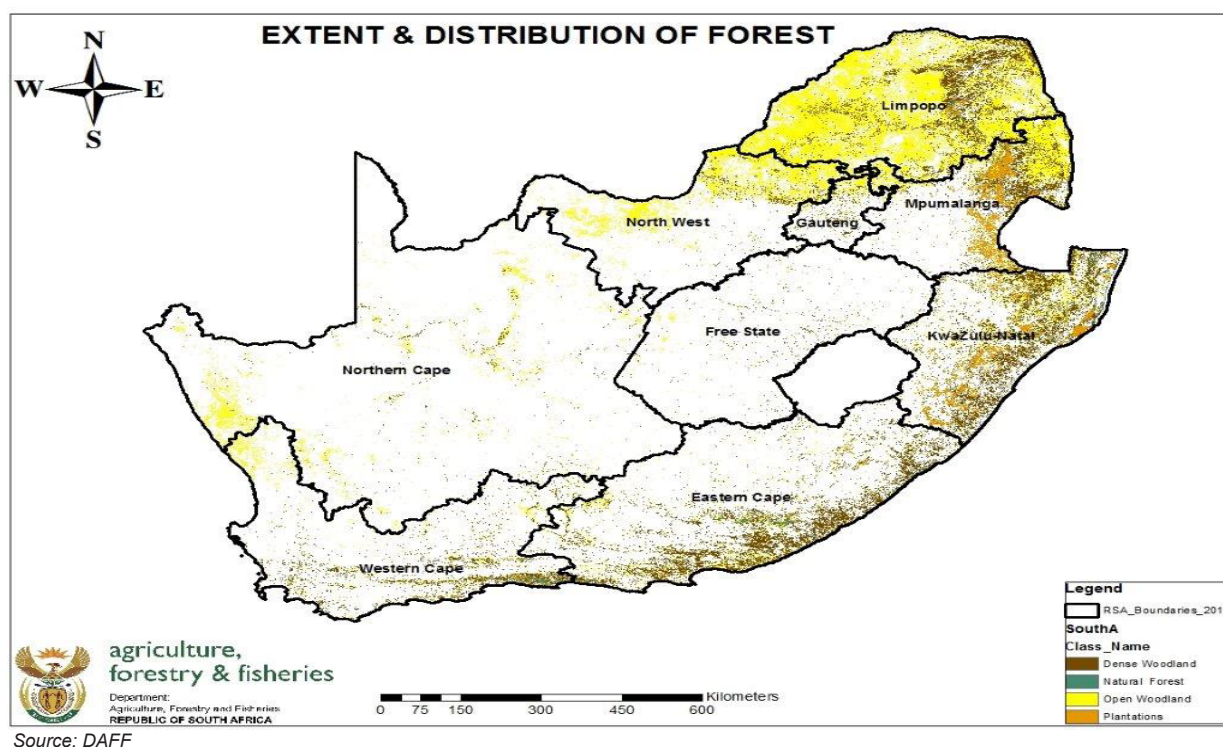 EXTENT & DISTRIBUTION OF FOREST
N
W E
S
Limpopo
North West
Gauteng
Mpumalanga
Free State
KwaZulu-Natal
Northern Cape
Eastern Cape
Western Cape
Legend
RSA_Boundaries_201
SouthA
Class_Name
Dense Woodland
Natural Forest
Open Woodland
Plantations
agriculture,
forestry & fisheries
Department:
Agriculture, Forestry and Fisheries
REPUBLIC OF SOUTH AFRICA
Kilometers
0 75 150 300 450 600
Source: DAFF